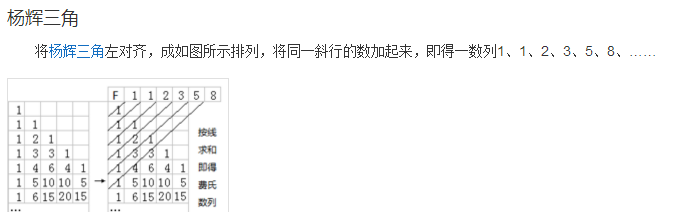 杨辉三角
将杨辉三角左对齐，成如图所示排列，将同一斜行的数加起来，即得一数列1、1、2、3、5、8、……
F 1 1 2 3 5 8
1
1 1
1 2 1
1 3 3 1
1 4 6 4 1
1 5 10 10 5
1 6 15 20 15
...
→
1
1 1
1 2 1
1 3 3 1
1 4 6 4 1
1 5 10 10 5
1 6 15 20 15
...
按线
求和
即得
费氏
数列